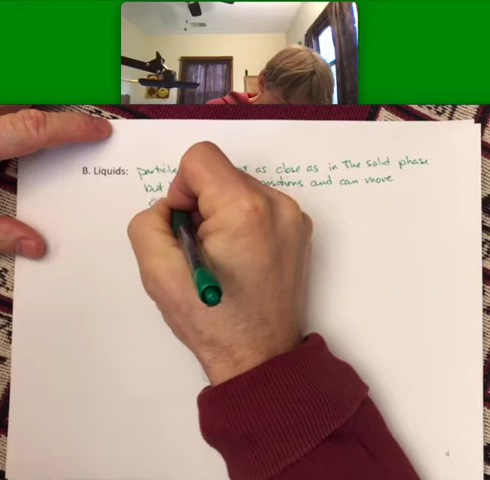 B. Liquids: particle as close as in the solid phase
but positions and can move
4